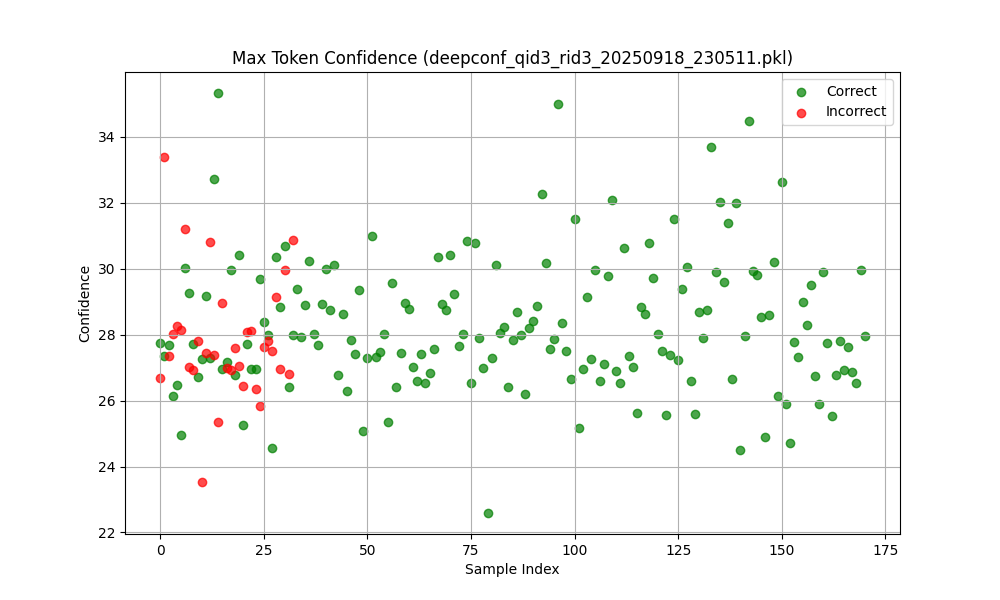 Max Token Confidence (deepconf_qid3_rid3_20250918_230511.pkl)
Correct
Incorrect
Confidence
34
32
30
28
26
24
22
0 25 50 75 100 125 150 175
Sample Index